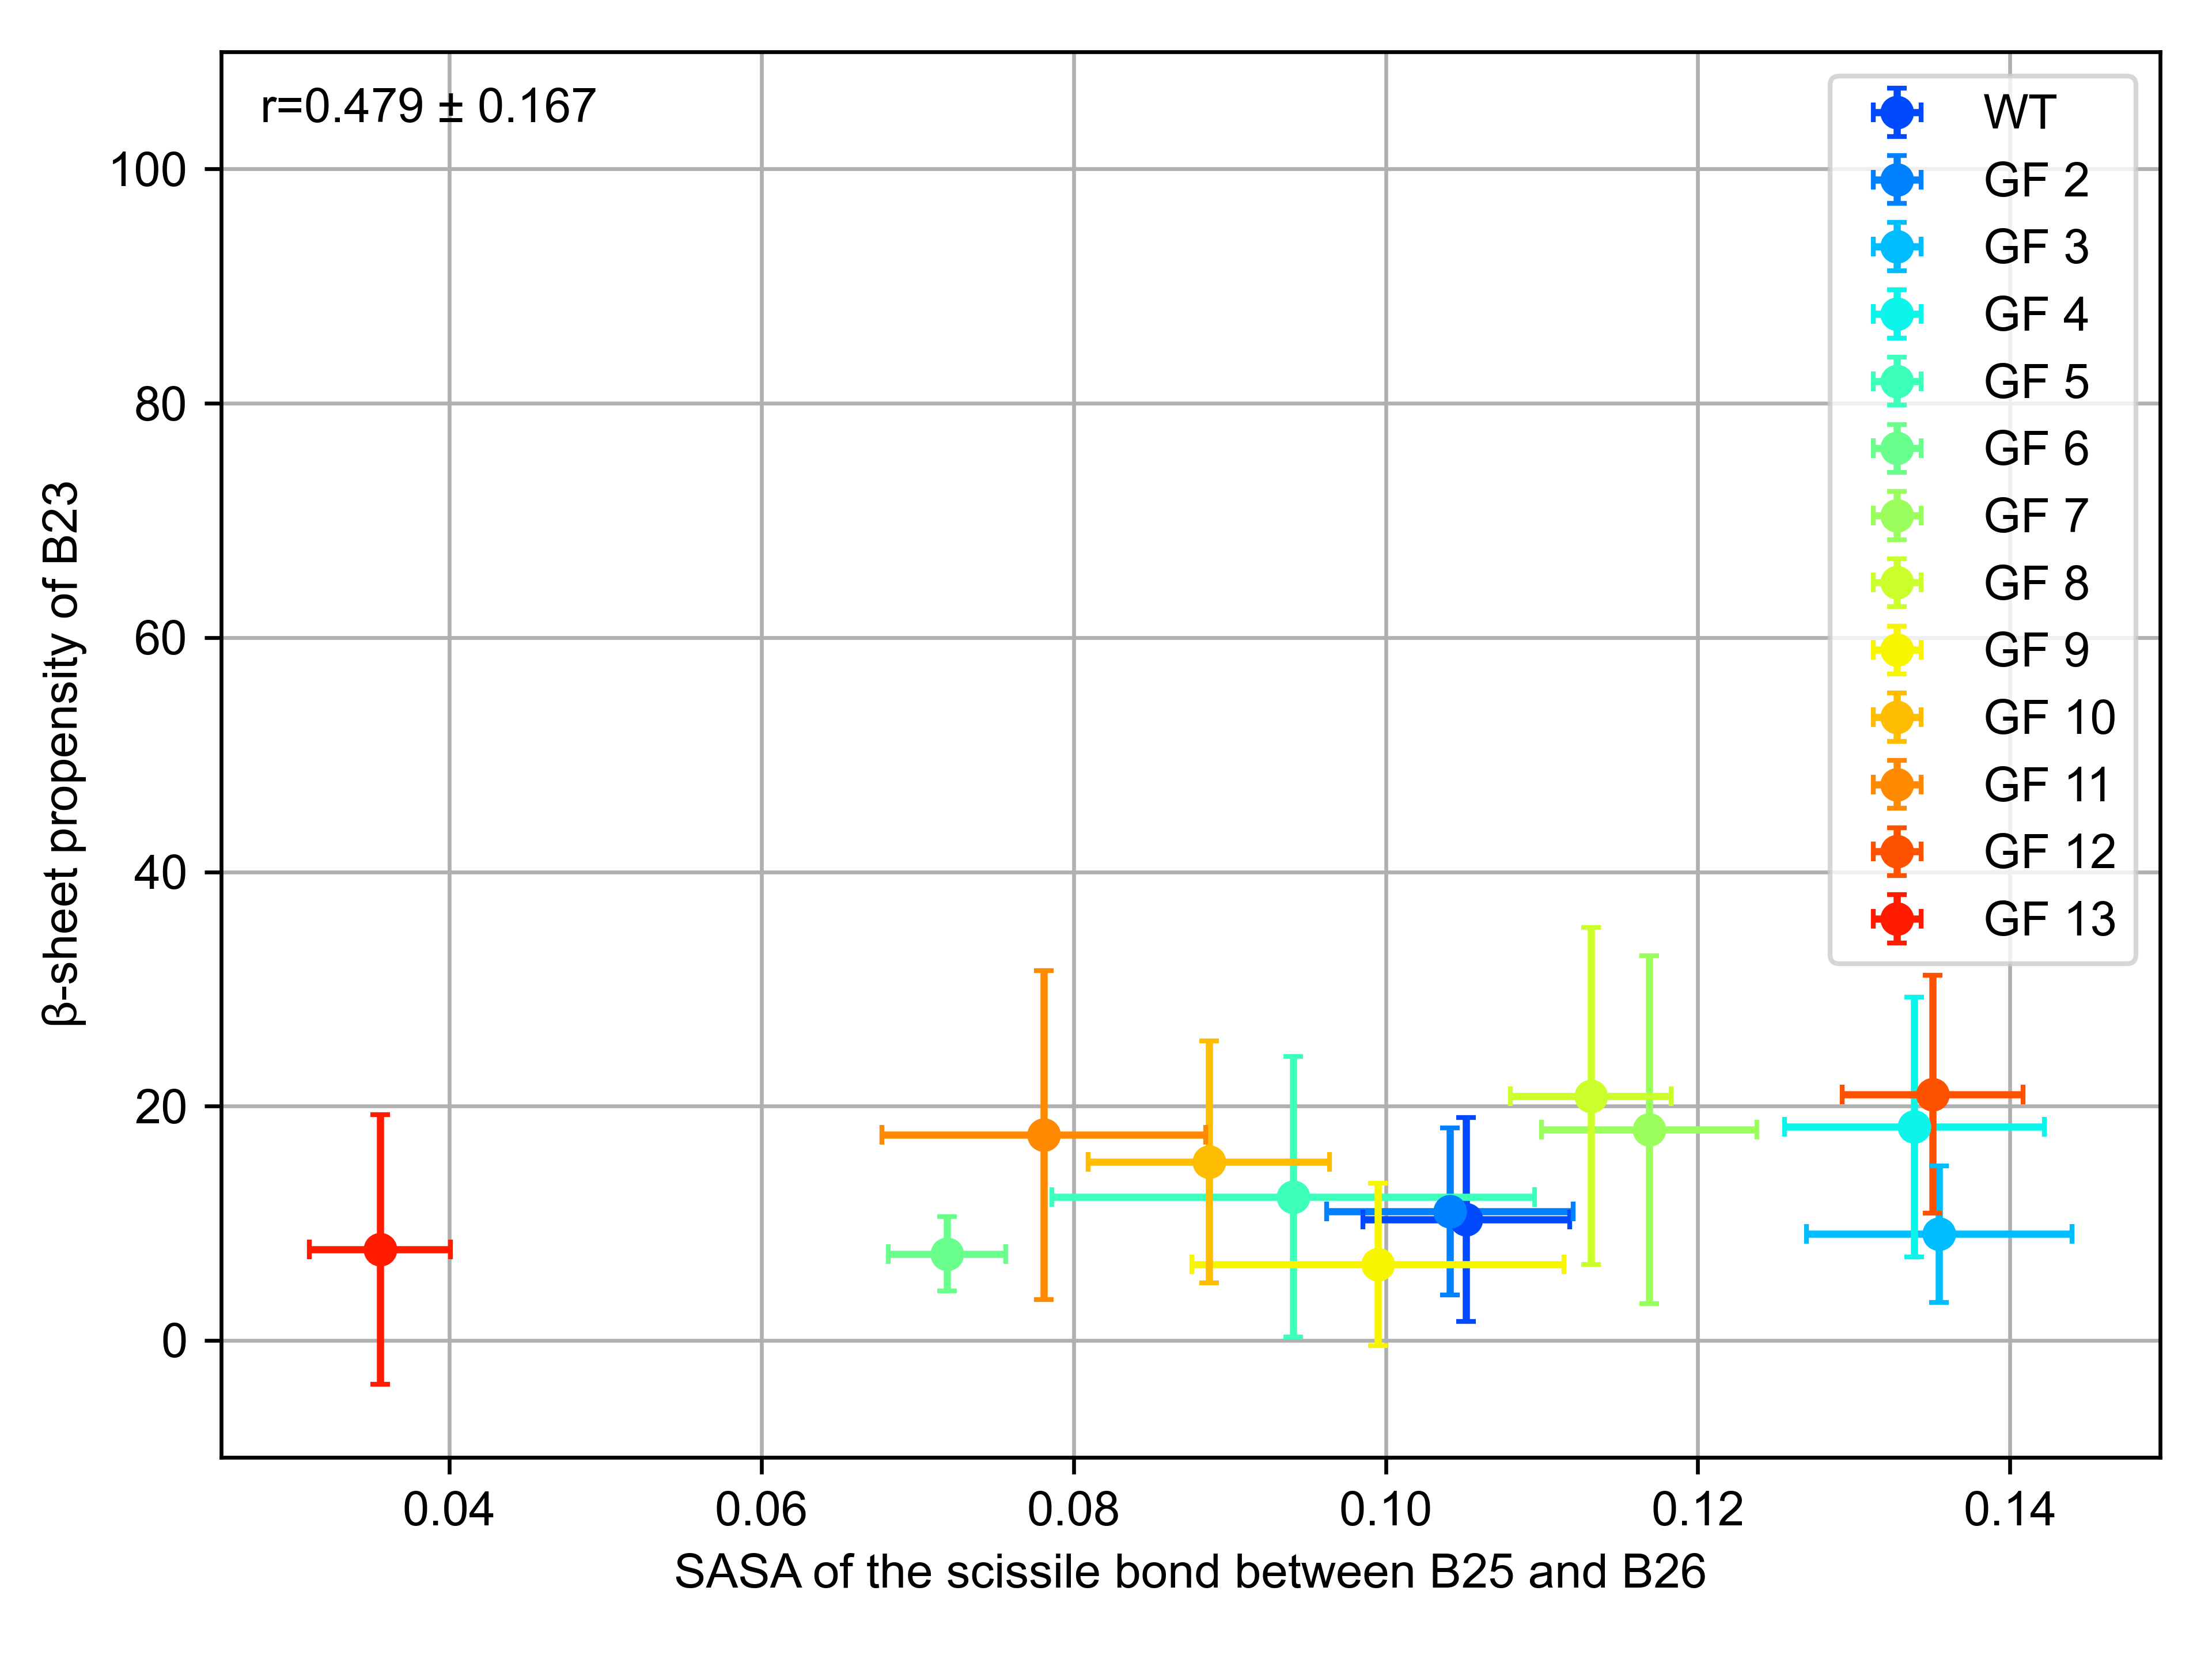 r=0.479 ± 0.167
WT
GF 2
GF 3
GF 4
GF 5
GF 6
GF 7
GF 8
GF 9
GF 10
GF 11
GF 12
GF 13
100
80
60
40
20
0
β-sheet propensity of B23
0.04
0.06
0.08
0.10
0.12
0.14
SASA of the scissile bond between B25 and B26